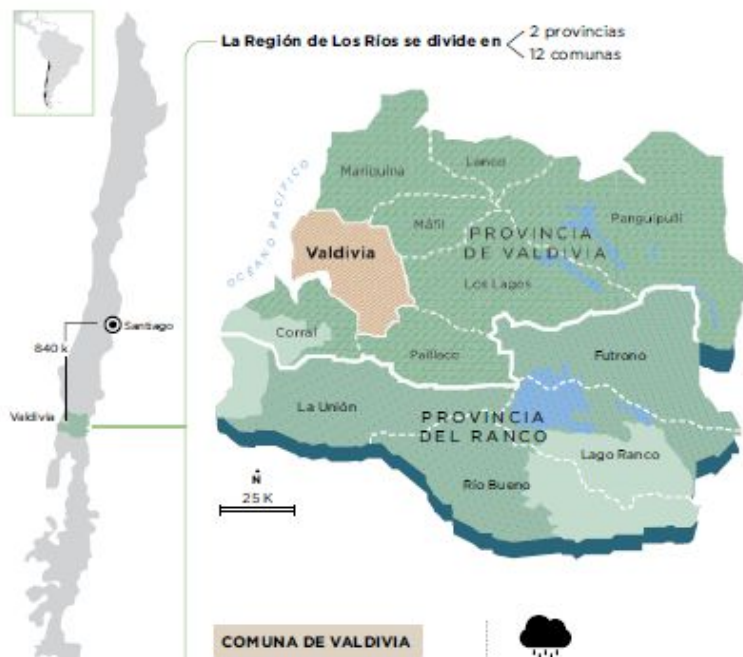 La Región de Los Ríos se divide en
2 provincias
12 comunas
OCÉANO PACÍFICO
Mariquina
Lanco
Máfil
Panguipulli
PROVINCIA
DE VALDIVIA
Valdivia
Los Lagos
Corral
Paillaco
Futrono
La Unión
PROVINCIA
DEL RANCO
Lago Ranco
Río Bueno
Santiago
840 k
Valdivia
N
25 K
COMUNA DE VALDIVIA